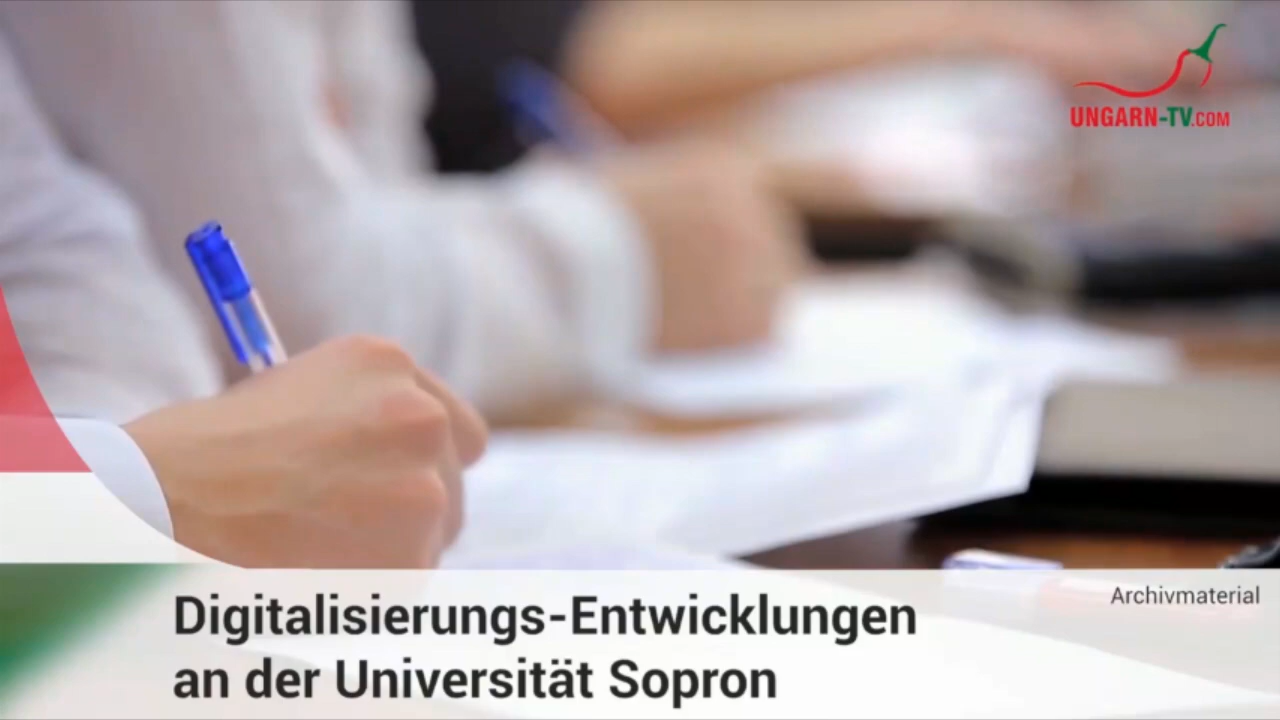 UNGARN-TV.COM
Archivmaterial
Digitalisierungs-Entwicklungen
an der Universität Sopron